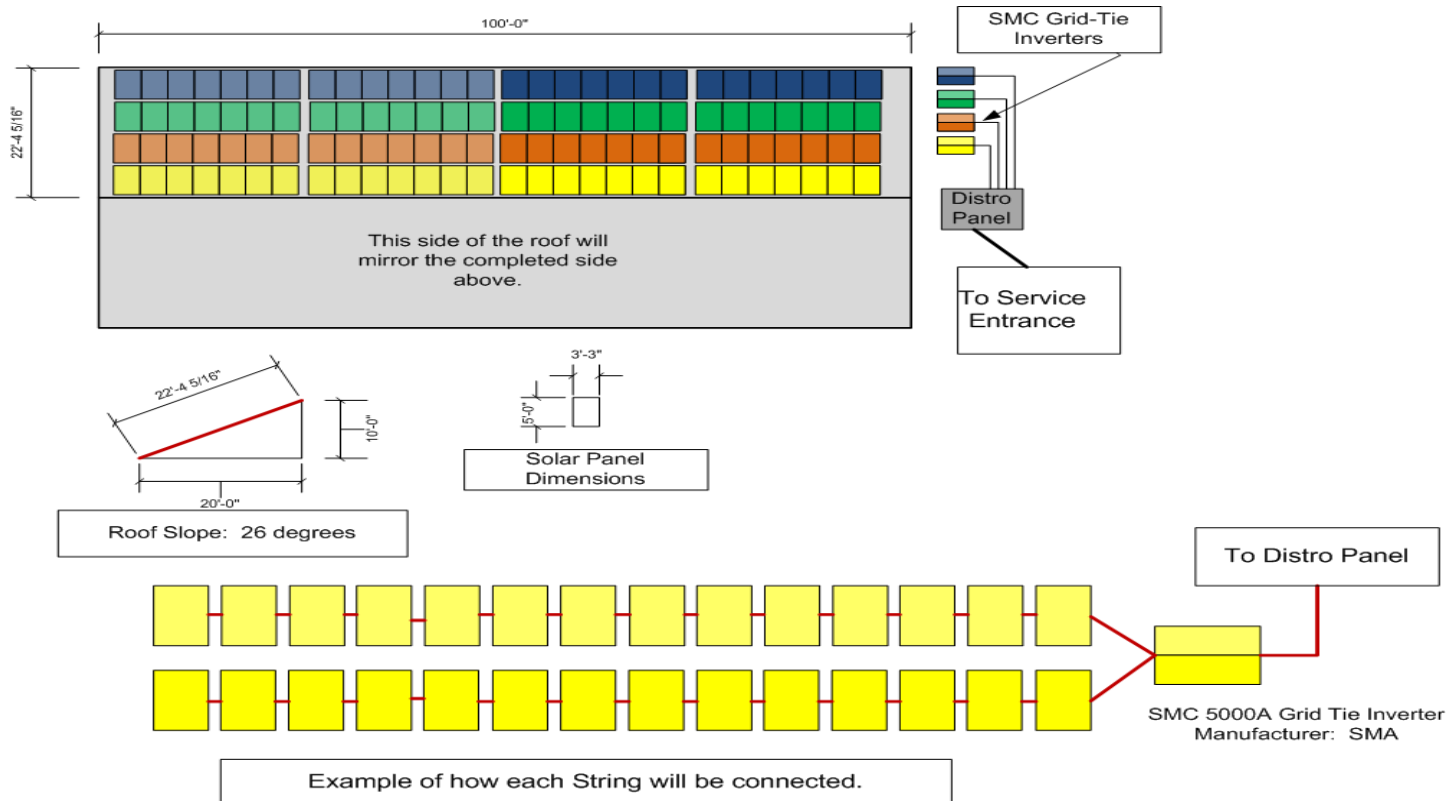 100'-0"
SMC Grid-Tie
Inverters
22'-4 5/16"
Distro
Panel
This side of the roof will
mirror the completed side
above.
To Service
Entrance
22'-4 5/16"
10'-0"
20'-0"
Roof Slope: 26 degrees
3'-3"
5'-0"
Solar Panel
Dimensions
To Distro Panel
SMC 5000A Grid Tie Inverter
Manufacturer: SMA
Example of how each String will be connected.